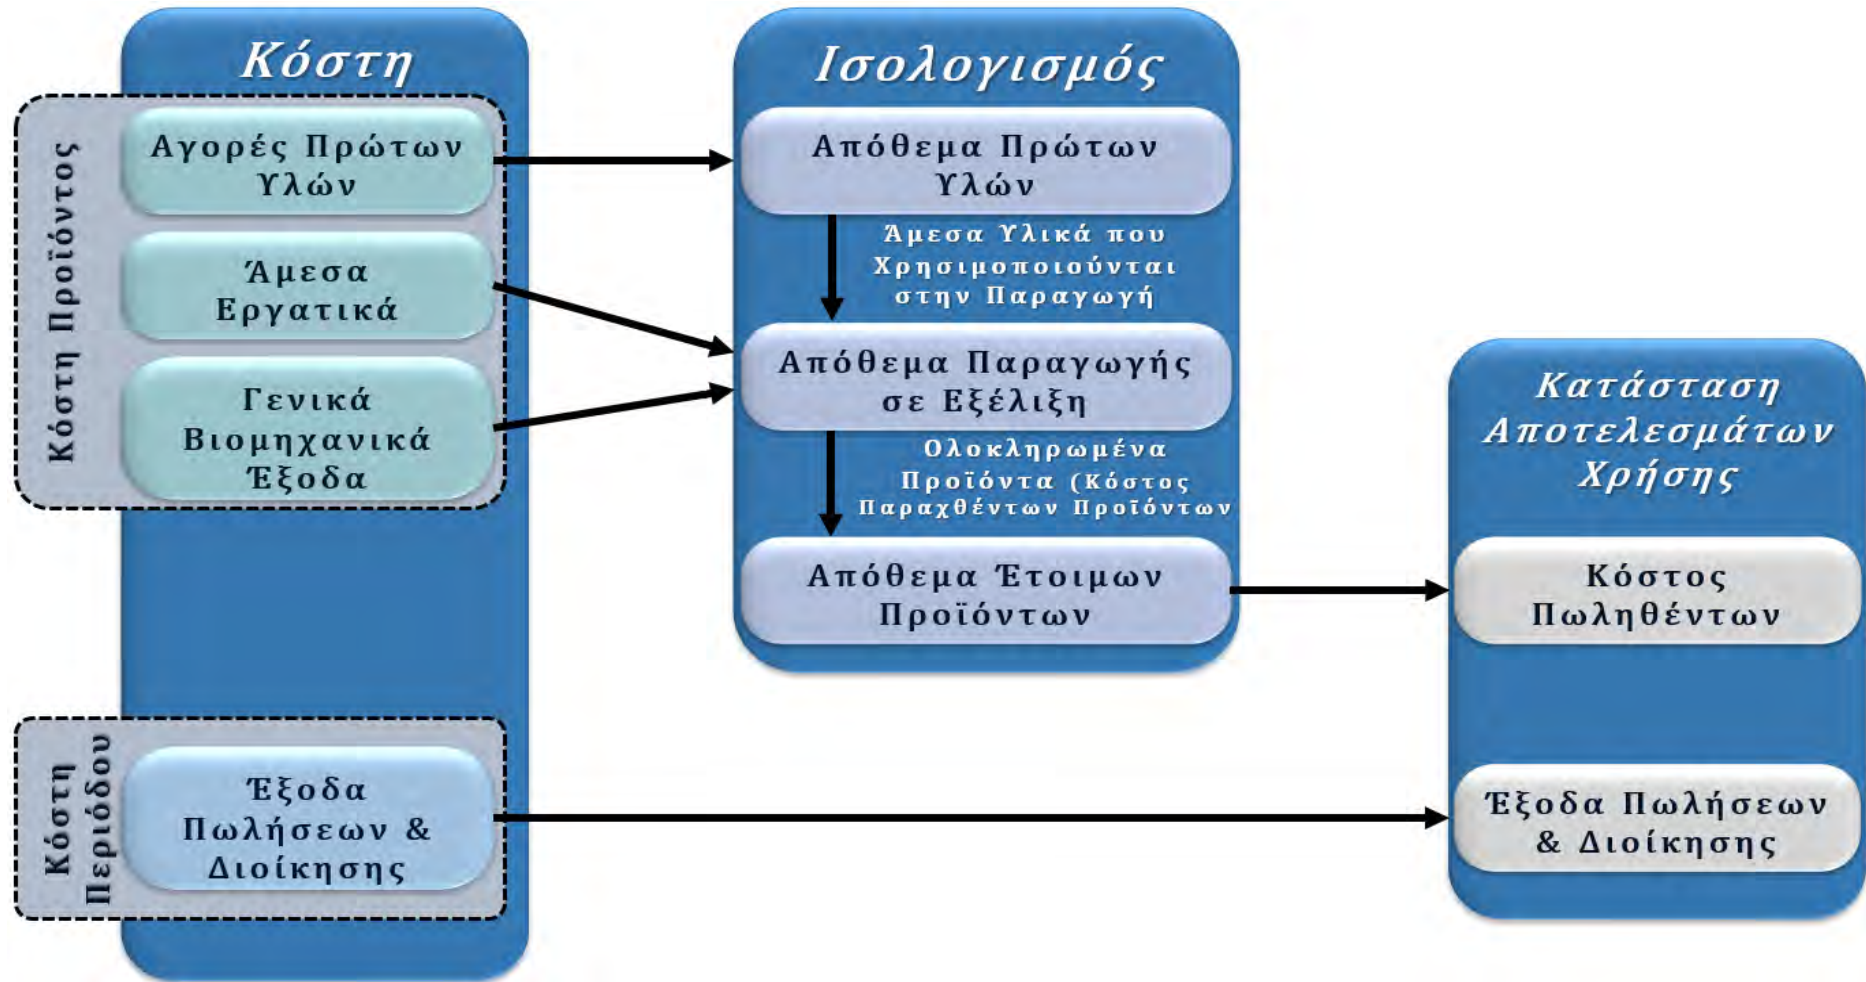 Κόστη
Κόστη Προϊόντος
Αγορές Πρώτων
Υλών
Άμεσα
Εργατικά
Γενικά
Βιομηχανικά
Έξοδα
Κόστη
Περιόδου
Έξοδα
Πωλήσεων &
Διοίκησης
Ισολογισμός
Απόθεμα Πρώτων
Υλών
Άμεσα Υλικά που
Χρησιμοποιούνται
στην Παραγωγή
Απόθεμα Παραγωγής
σε Εξέλιξη
Ολοκληρωμένα
Προϊόντα (Κόστος
Παραχθέντων Προϊόντων
Απόθεμα Έτοιμων
Προϊόντων
Κατάσταση
Αποτελεσμάτων
Χρήσης
Κόστος
Πωληθέντων
Έξοδα Πωλήσεων
& Διοίκησης